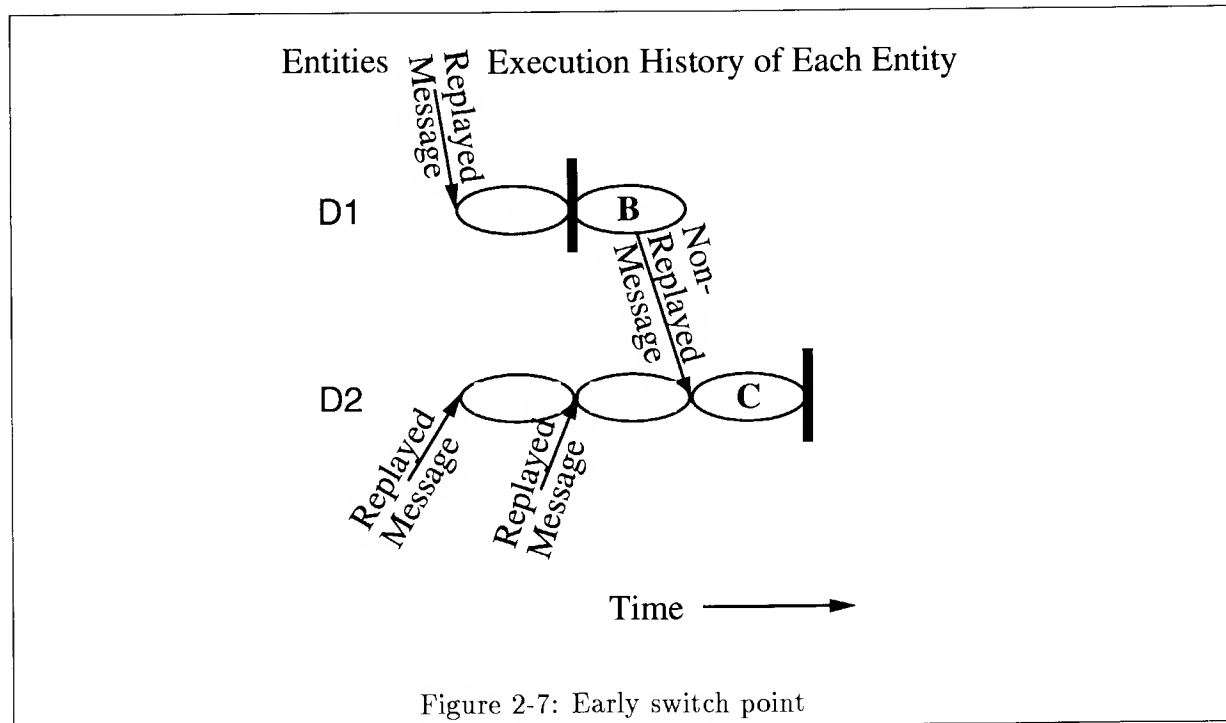 Entities Execution History of Each Entity
Replayed
Message
D1
B
Non-
Replayed
Message
D2
C
Replayed
Message
Replayed
Message
Time
Figure 2-7: Early switch point